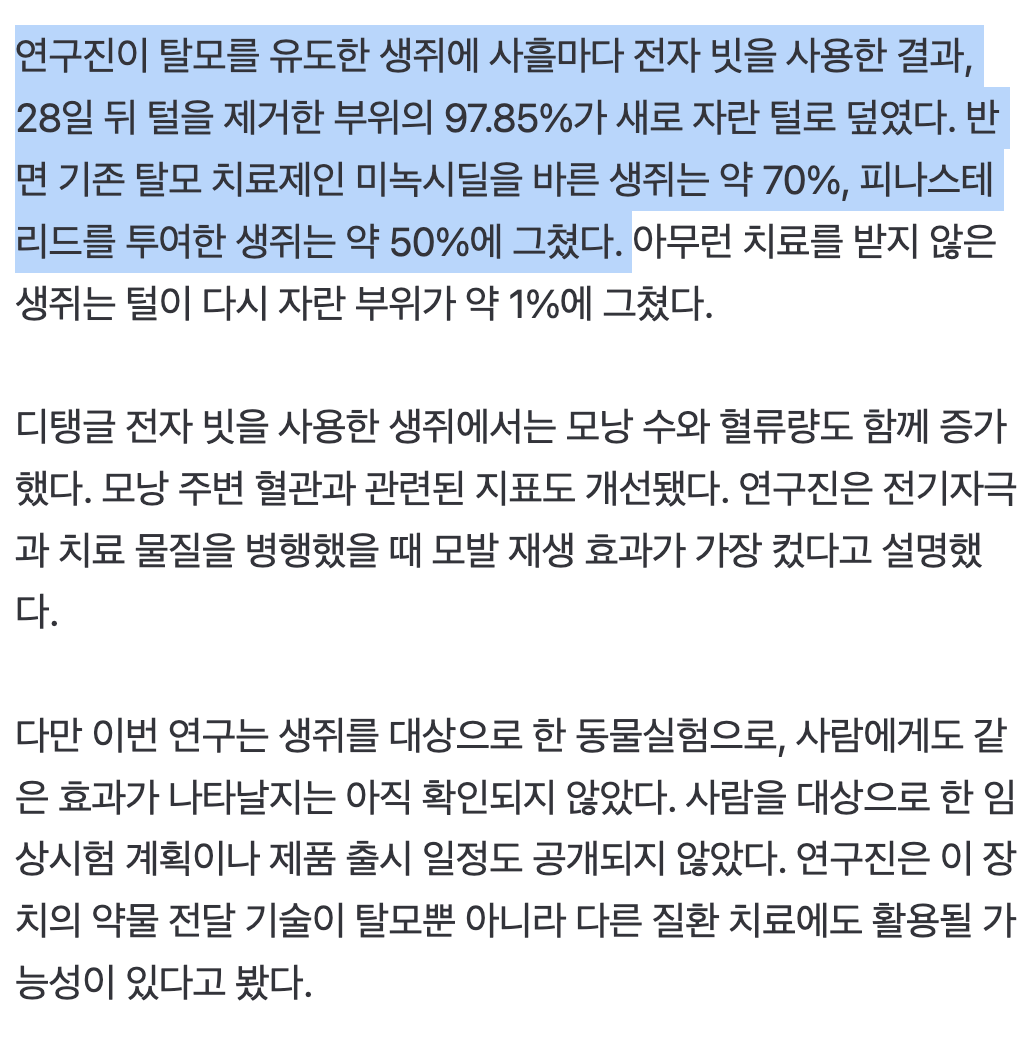 연구진이 탈모를 유도한 생쥐에 사흘마다 전자 빗을 사용한 결과,
28일 뒤 털을 제거한 부위의 97.85%가 새로 자란 털로 덮였다. 반
면 기존 탈모 치료제인 미녹시딜을 바른 생쥐는 약 70%, 피나스테
리드를 투여한 생쥐는 약 50%에 그쳤다. 아무런 치료를 받지 않은
생쥐는 털이 다시 자란 부위가 약 1%에 그쳤다.
디탱글 전자 빗을 사용한 생쥐에서는 모낭 수와 혈류량도 함께 증가
했다. 모낭 주변 혈관과 관련된 지표도 개선됐다. 연구진은 전기자극
과 치료 물질을 병행했을 때 모발 재생 효과가 가장 컸다고 설명했
다.
다만 이번 연구는 생쥐를 대상으로 한 동물실험으로, 사람에게도 같
은 효과가 나타날지는 아직 확인되지 않았다. 사람을 대상으로 한 임
상시험 계획이나 제품 출시 일정도 공개되지 않았다. 연구진은 이 장
치의 약물 전달 기술이 탈모뿐 아니라 다른 질환 치료에도 활용될 가
능성이 있다고 봤다.